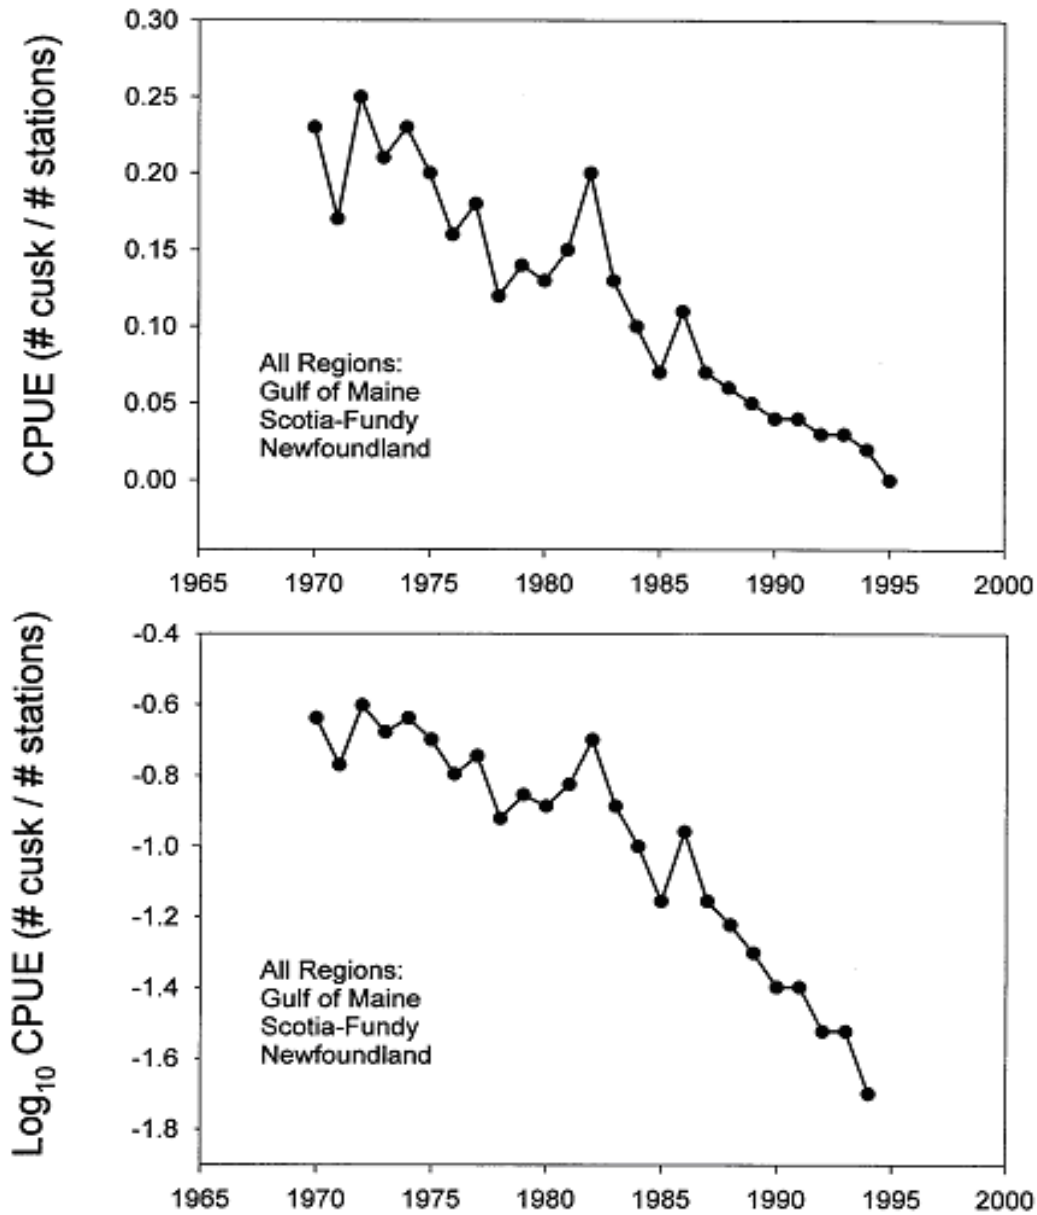 CPUE (# cusk / # stations)
0.30
0.25
0.20
0.15
0.10
0.05
0.00
All Regions:
Gulf of Maine
Scotia-Fundy
Newfoundland
1965 1970 1975 1980 1985 1990 1995 2000
Log₁₀ CPUE (# cusk / # stations)
-0.4
-0.6
-0.8
-1.0
-1.2
-1.4
-1.6
-1.8
All Regions:
Gulf of Maine
Scotia-Fundy
Newfoundland
1965 1970 1975 1980 1985 1990 1995 2000